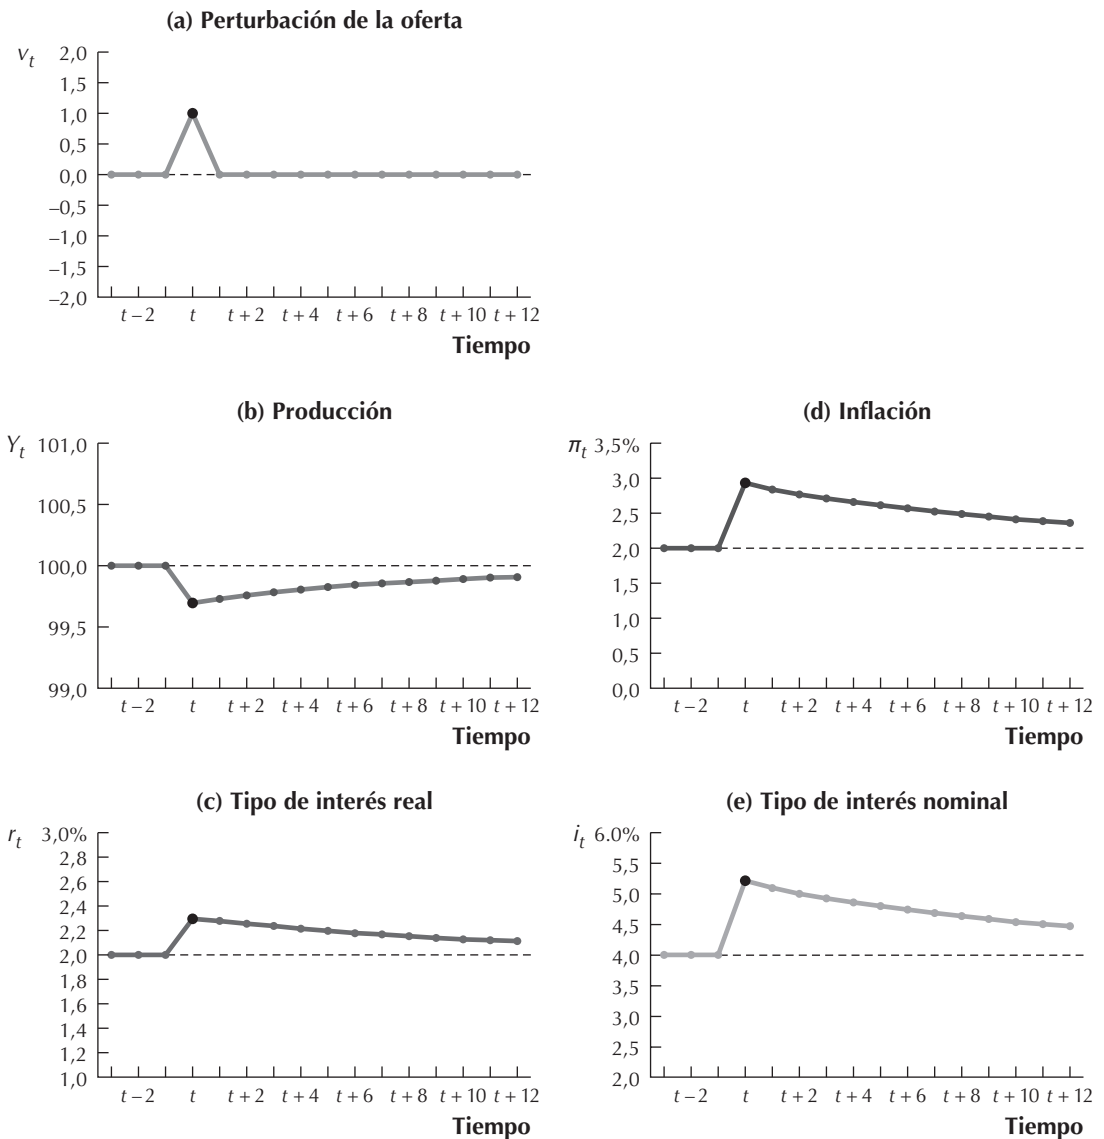 (a) Perturbación de la oferta
v_t 2,0
1,5
1,0
0,5
0,0
–0,5
–1,0
–1,5
–2,0
t – 2 t t + 2 t + 4 t + 6 t + 8 t + 10 t + 12
Tiempo
(b) Producción
Y_t 101,0
100,5
100,0
99,5
99,0
t – 2 t t + 2 t + 4 t + 6 t + 8 t + 10 t + 12
Tiempo
(d) Inflación
π_t 3,5%
3,0
2,5
2,0
1,5
1,0
0,5
0,0
t – 2 t t + 2 t + 4 t + 6 t + 8 t + 10 t + 12
Tiempo
(c) Tipo de interés real
r_t 3,0%
2,8
2,6
2,4
2,2
2,0
1,8
1,6
1,4
1,2
1,0
t – 2 t t + 2 t + 4 t + 6 t + 8 t + 10 t + 12
Tiempo
(e) Tipo de interés nominal
i_t 6.0%
5,5
5,0
4,5
4,0
3,5
3,0
2,5
2,0
t – 2 t t + 2 t + 4 t + 6 t + 8 t + 10 t + 12
Tiempo